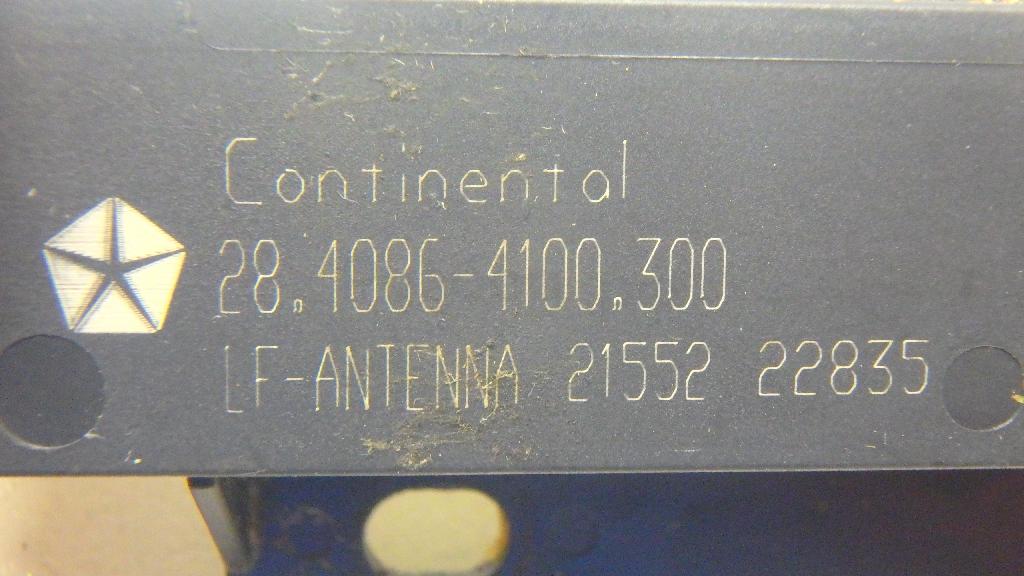 Continental
28.4086-4100.300
LF-ANTENNA 21552 22835